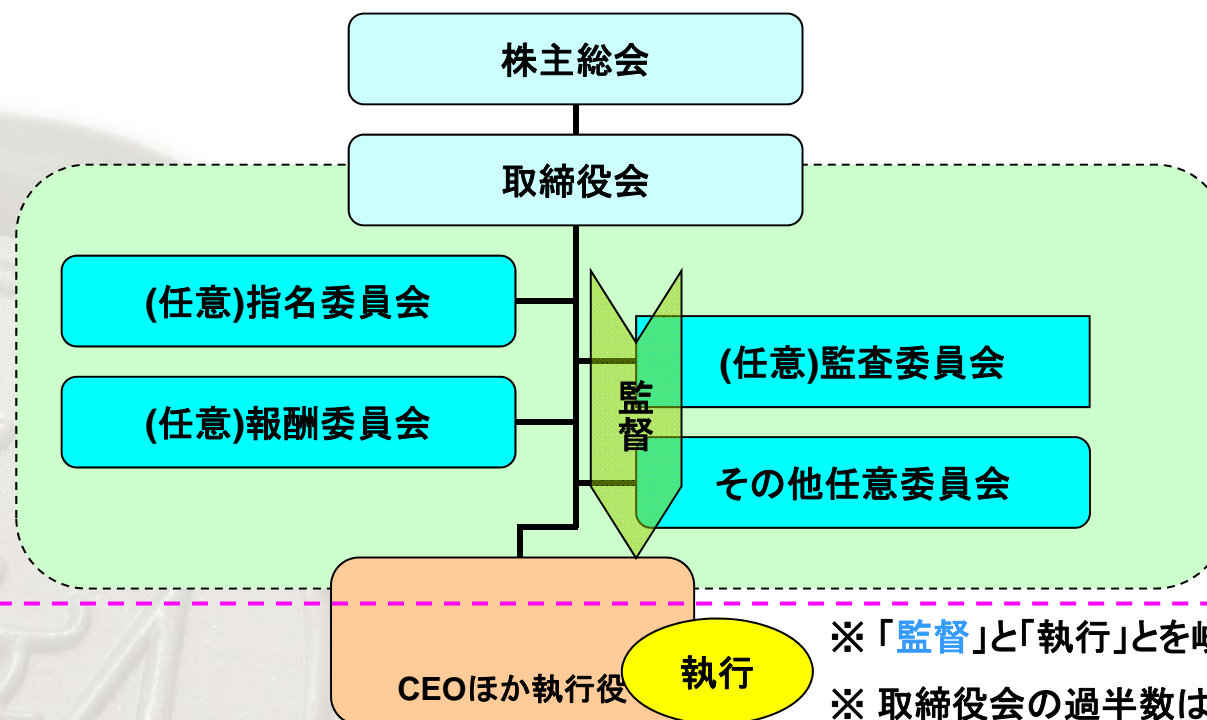 株主総会
取締役会
(任意)指名委員会
(任意)監査委員会
(任意)報酬委員会
監督
その他任意委員会
CEOほか執行役
執行
※「監督」と「執行」とを
※ 取締役会の過半数は